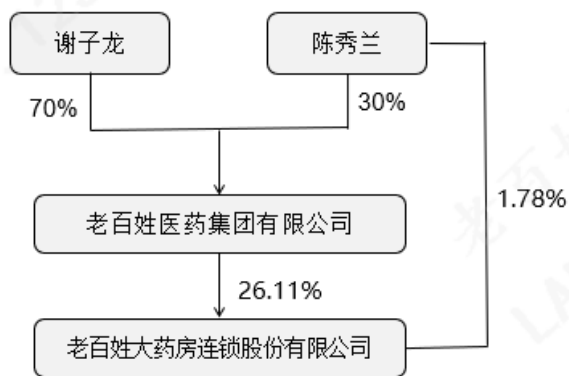 谢子龙
陈秀兰
70%
30%
老百姓医药集团有限公司
1.78%
26.11%
老百姓大药房连锁股份有限公司